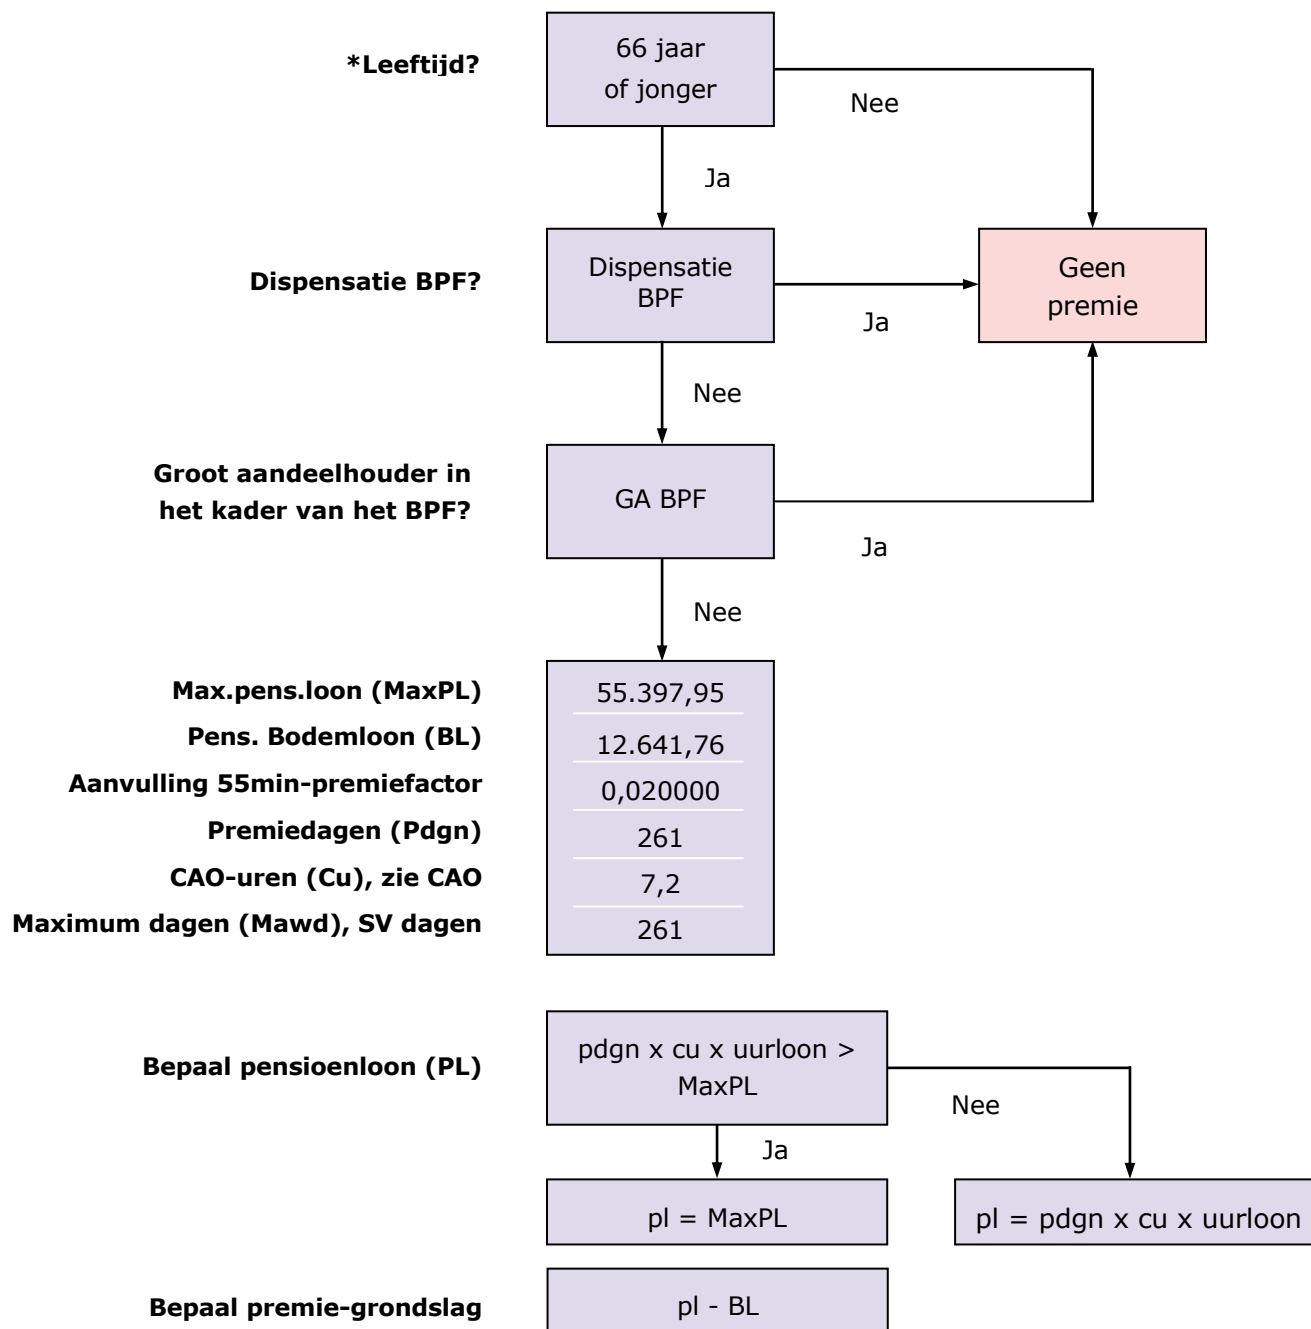 *Leeftijd?
66 jaar
of jonger
Nee
Ja
Dispensatie BPF?
Dispensatie
BPF
Ja
Geen
premie
Nee
Groot aandeelhouder in
het kader van het BPF?
GA BPF
Ja
Nee
Max.pens.loon (MaxPL)
55.397,95
Pens. Bodemloon (BL)
12.641,76
Aanvulling 55min-premiefactor
0,020000
Premiedagen (Pdgn)
261
CAO-uren (Cu), zie CAO
7,2
Maximum dagen (Mawd), SV dagen
261
Bepaal pensioenloon (PL)
pdgn x cu x uurloon >
MaxPL
Nee
Ja
pl = MaxPL
pl = pdgn x cu x uurloon
Bepaal premie-grondslag
pl - BL